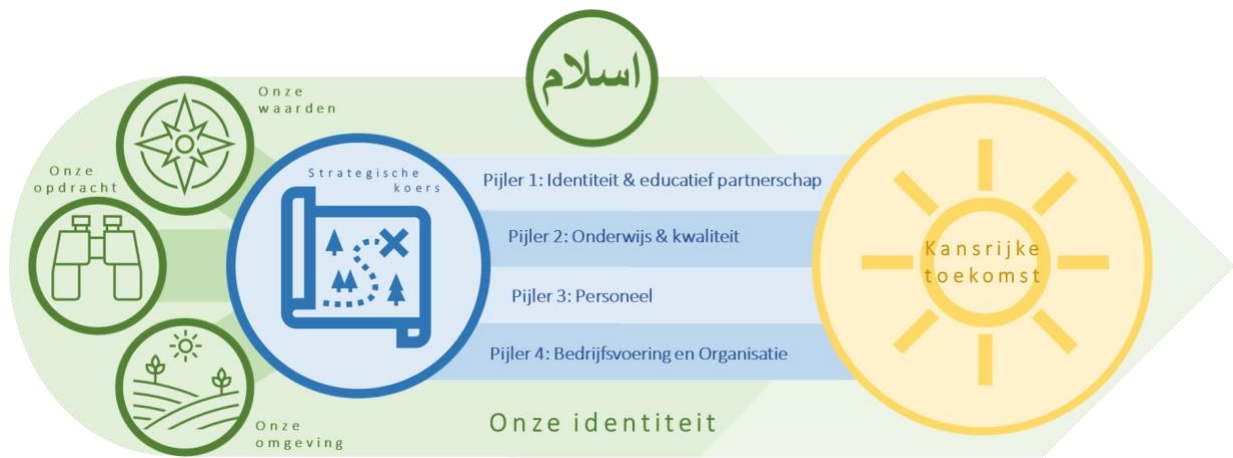 اسلام
Onze
waarden
Onze
opdracht
Onze
omgeving
Strategische
koers
Pijler 1: Identiteit & educatief partnerschap
Pijler 2: Onderwijs & kwaliteit
Pijler 3: Personeel
Pijler 4: Bedrijfsvoering en Organisatie
Kansrijke
toekomst
Onze identiteit